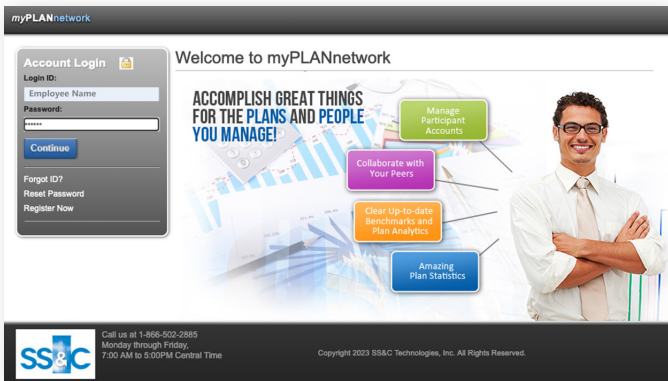 myPLANnetwork
Account Login
Login ID:
Employee Name
Password:
••••••
Continue
Forgot ID?
Reset Password
Register Now
Welcome to myPLANnetwork
ACCOMPLISH GREAT THINGS
FOR THE PLANS AND PEOPLE
YOU MANAGE!
Manage
Participant
Accounts
Collaborate with
Your Peers
Clear Up-to-date
Benchmarks and
Plan Analytics
Amazing
Plan Statistics
SS&C
Call us at 1-866-502-2885
Monday through
Friday,
7:00 AM to 5:00PM Central Time
Copyright 2023 SS&C Technologies, Inc. All Rights Reserved.